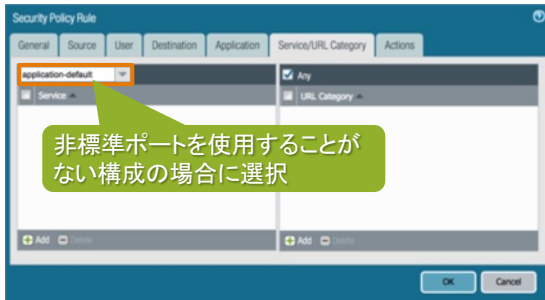 Security Policy Rule
General Source User Destination Application Service/URL Category Actions
application-default
Any
Service
URL Category
非標準ポートを使用することが
ない構成の場合に選択
Add Delete
Add Delete
OK Cancel